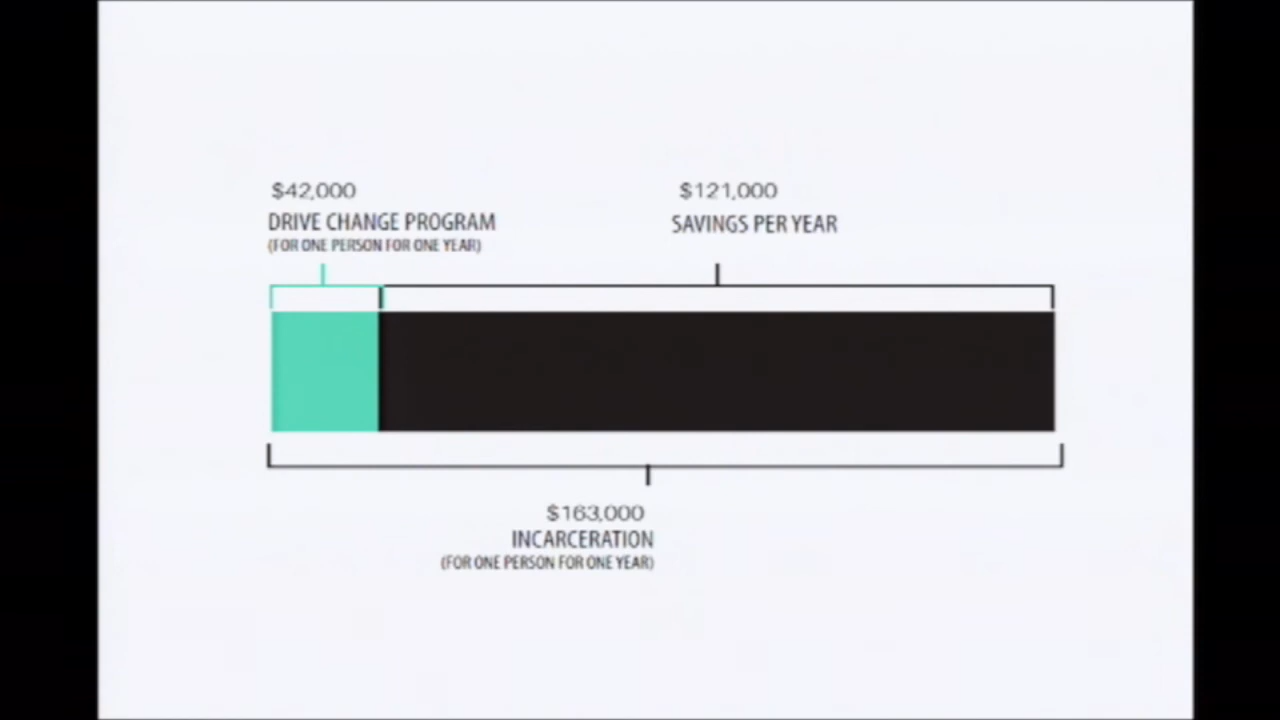 $42,000
DRIVE CHANGE PROGRAM
(FOR ONE PERSON FOR ONE YEAR)
$121,000
SAVINGS PER YEAR
$163,000
INCARCERATION
(FOR ONE PERSON FOR ONE YEAR)